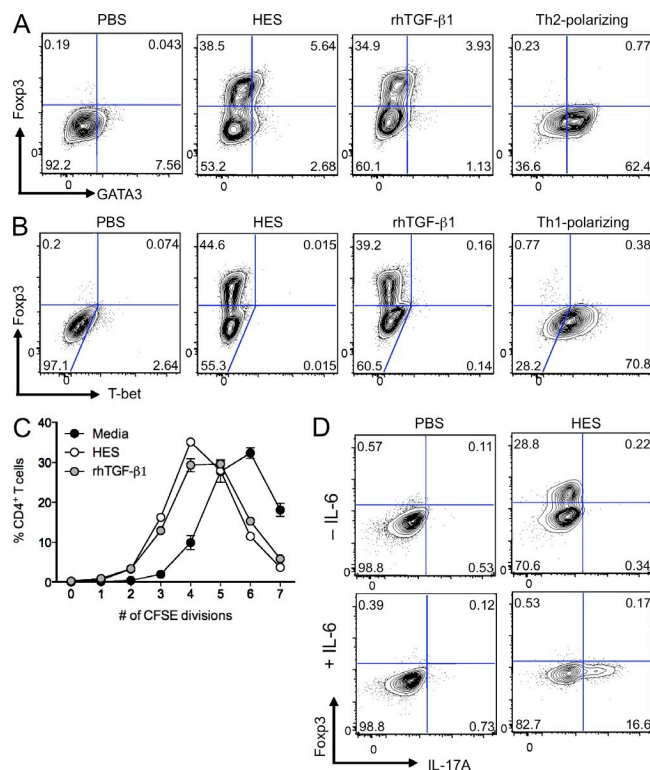 A
PBS
HES
rhTGF-β1
Th2-polarizing
0.19
0.043
38.5
5.64
34.9
3.93
0.23
0.77
Foxp3
0
92.2
7.56
53.2
2.68
60.1
1.13
36.6
62.4
0
0
0
0
GATA3
B
PBS
HES
rhTGF-β1
Th1-polarizing
0.2
0.074
44.6
0.015
39.2
0.16
0.77
0.38
Foxp3
0
97.1
2.64
55.3
0.015
60.5
0.14
28.2
70.8
0
0
0
0
T-bet
C
40
30
20
10
0
% CD4+ T cells
Media
HES
rhTGF-β1
0 1 2 3 4 5 6 7
# of CFSE divisions
D
PBS
HES
– IL-6
0.57
0.11
28.8
0.22
0
98.8
0.53
70.6
0.34
0
0
+ IL-6
0.39
0.12
0.53
0.17
Foxp3
0
98.8
0.73
82.7
16.6
0
0
IL-17A